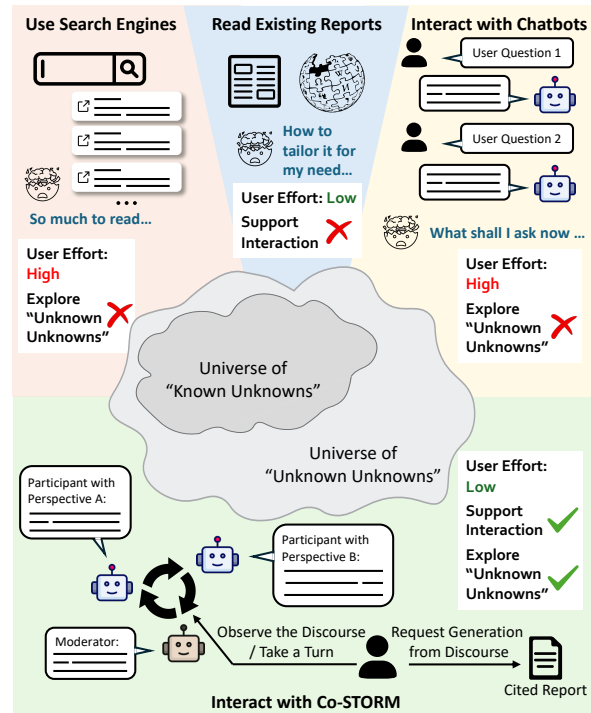 Use Search Engines
So much to read…
User Effort:
High
Explore
“Unknown
Unknowns”
Read Existing Reports
How to
tailor it for
my need…
User Effort: Low
Support
Interaction
Interact with Chatbots
User Question 1
User Question 2
What shall I ask now …
User Effort:
High
Explore
“Unknown
Unknowns”
Universe of
“Known Unknowns”
Universe of
“Unknown Unknowns”
Participant with
Perspective A:
Participant with
Perspective B:
Moderator:
Observe the Discourse
/ Take a Turn
Request Generation
from Discourse
Cited Report
User Effort:
Low
Support
Interaction
Explore
“Unknown
Unknowns”
Interact with Co-STORM